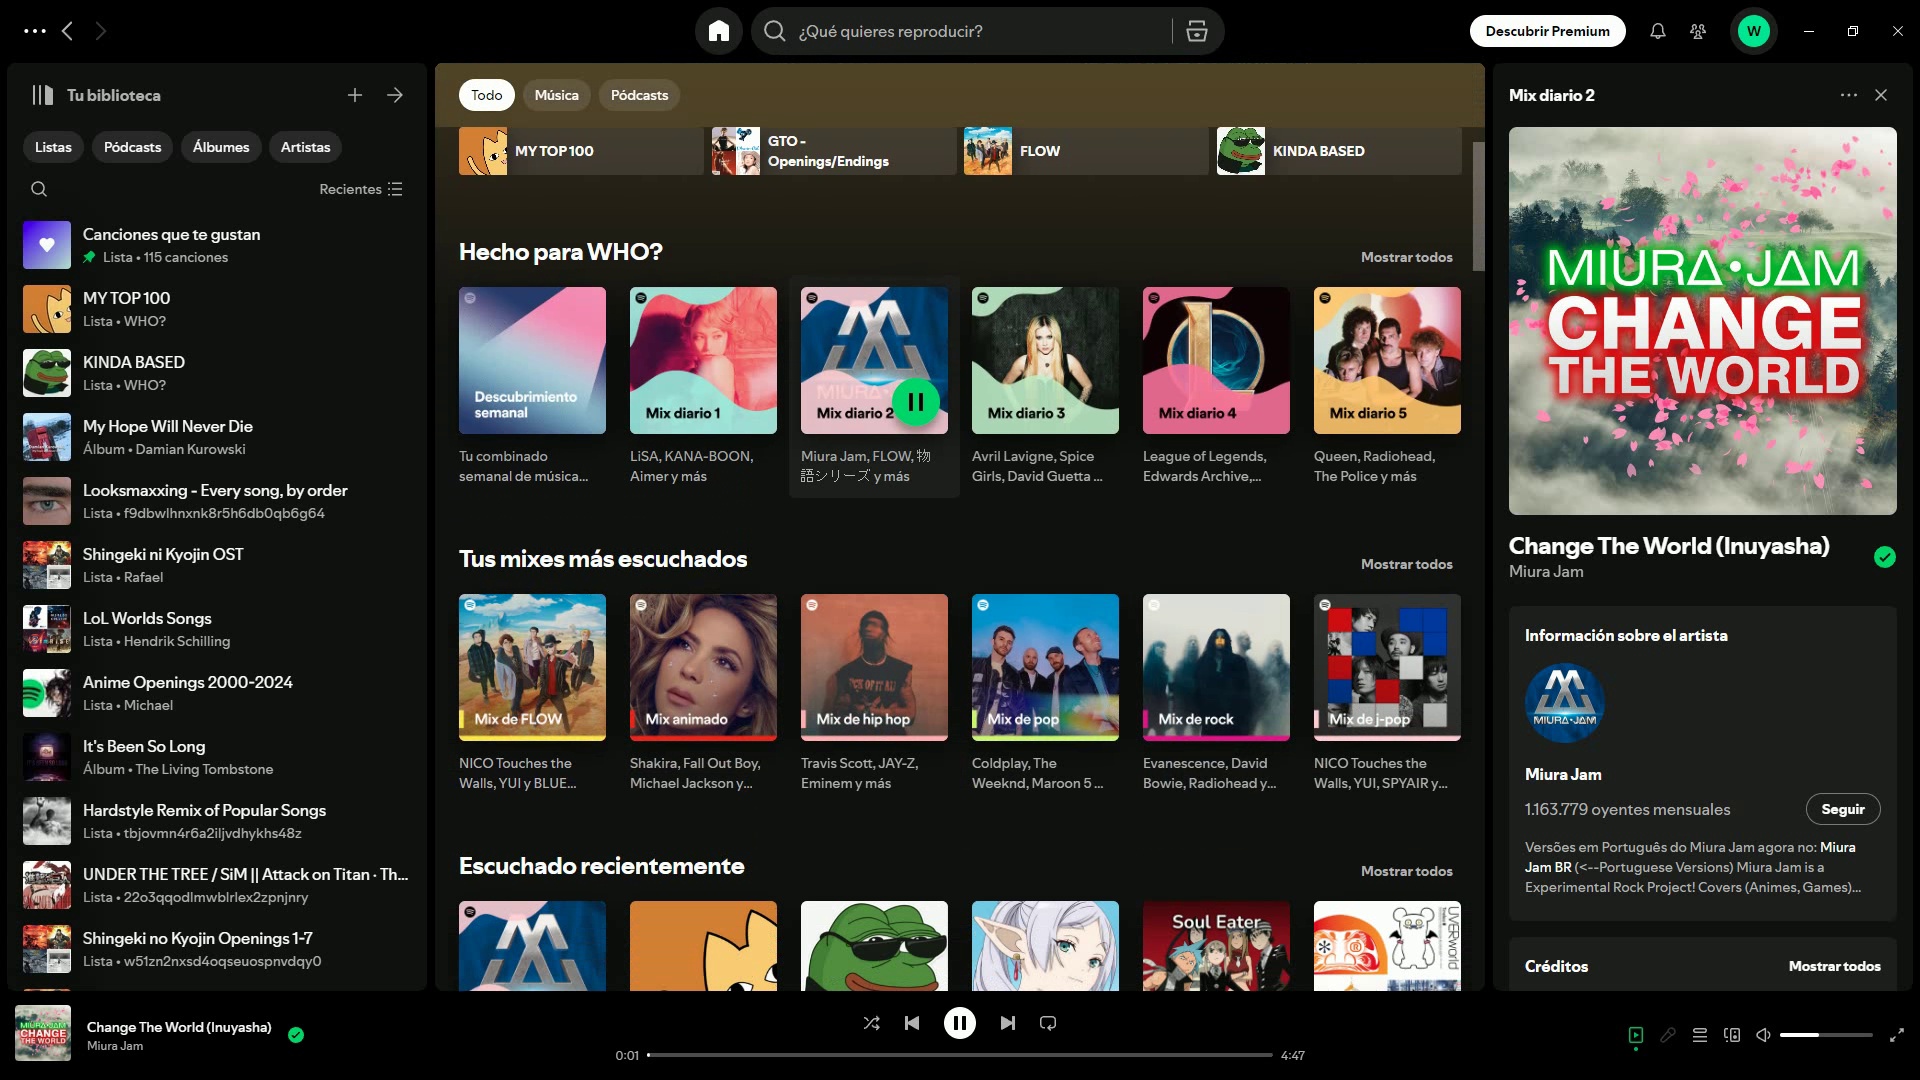 ¿Qué quieres reproducir?
Descubrir Premium
W
Tu biblioteca
Listas
Pódcasts
Álbumes
Artistas
Recientes
Canciones que te gustan
Lista • 115 canciones
MY TOP 100
Lista • WHO?
KINDA BASED
Lista • WHO?
My Hope Will Never Die
Álbum • Damian Kurowski
Looksmaxxing - Every song, by order
Lista • f9dbwlhnxnk8r5h6db0qb6g64
Shingeki ni Kyojin OST
Lista • Rafael
LoL Worlds Songs
Lista • Hendrik Schilling
Anime Openings 2000-2024
Lista • Michael
It's Been So Long
Álbum • The Living Tombstone
Hardstyle Remix of Popular Songs
Lista • tbjovmn4r6a2iljvdhykhs48z
UNDER THE TREE / SiM || Attack on Titan · Th...
Lista • 22o3qqodlmwblrlex2zpnjnry
Shingeki no Kyojin Openings 1-7
Lista • w51zn2nxsd4oqseuospnvdqy0
Todo
Música
Pódcasts
MY TOP 100
GTO -
Openings/Endings
FLOW
KINDA BASED
Hecho para WHO?
Mostrar todos
Descubrimiento
semanal
Tu combinado
semanal de música...
Mix diario 1
LiSA, KANA-BOON,
Aimer y más
Mix diario 2
Miura Jam, FLOW, 物
語シリーズ y más
Mix diario 3
Avril Lavigne, Spice
Girls, David Guetta ...
Mix diario 4
League of Legends,
Edwards Archive,...
Mix diario 5
Queen, Radiohead,
The Police y más
Tus mixes más escuchados
Mostrar todos
Mix de FLOW
NICO Touches the
Walls, YUI y BLUE...
Mix animado
Shakira, Fall Out Boy,
Michael Jackson y...
Mix de hip hop
Travis Scott, JAY-Z,
Eminem y más
Mix de pop
Coldplay, The
Weeknd, Maroon 5 ...
Mix de rock
Evanescence, David
Bowie, Radiohead y...
Mix de j-pop
NICO Touches the
Walls, YUI, SPYAIR y...
Escuchado recientemente
Mostrar todos
Soul Eater
UVERworld
Mix diario 2
MIURA•JAM
CHANGE
THE WORLD
Change The World (Inuyasha)
Miura Jam
Información sobre el artista
MIURA•JAM
Miura Jam
1.163.779 oyentes mensuales
Seguir
Versões em Português do Miura Jam agora no: Miura
Jam BR (<--Portuguese Versions) Miura Jam is a
Experimental Rock Project! Covers (Animes, Games)...
Créditos
Mostrar todos
MIURA•JAM
CHANGE
THE WORLD
Change The World (Inuyasha)
Miura Jam
0:01
4:47